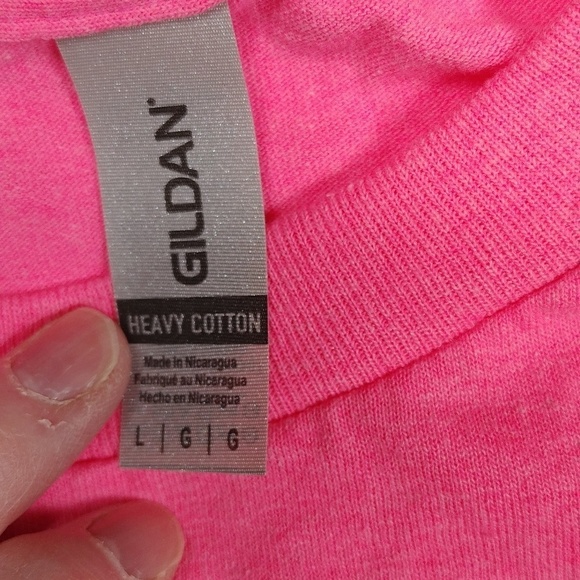 GILDAN®
HEAVY COTTON
Made in Nicaragua
Fabriqué au Nicaragua
Hecho en Nicaragua
L | G | G